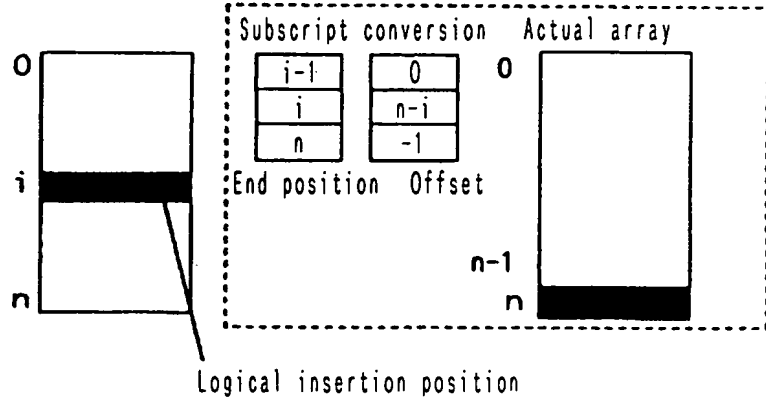 Subscript conversion Actual array
0 i-1 0 0
i n-i
n -1
i End position Offset
n-1
n n
Logical insertion position